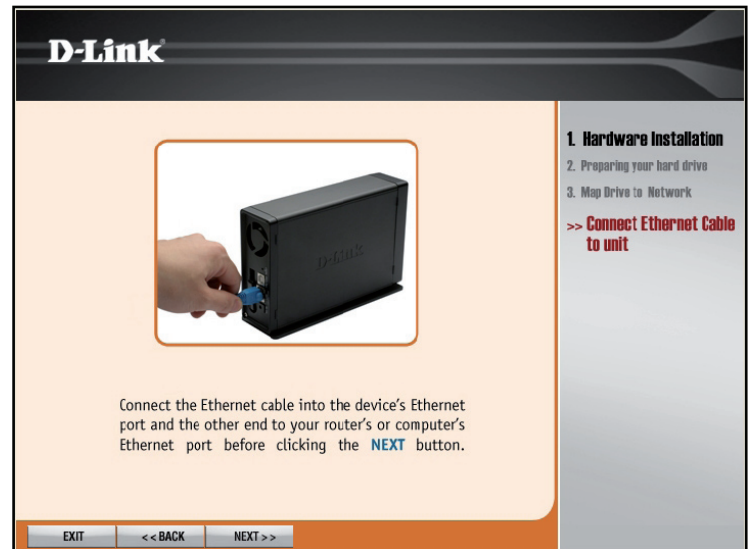 D-Link
D-Link
Connect the Ethernet cable into the device's Ethernet
port and the other end to your router's or computer's
Ethernet port before clicking the NEXT button.
1. Hardware Installation
2. Preparing your hard drive
3. Map Drive to Network
>> Connect Ethernet Cable
to unit
EXIT
<< BACK
NEXT >>